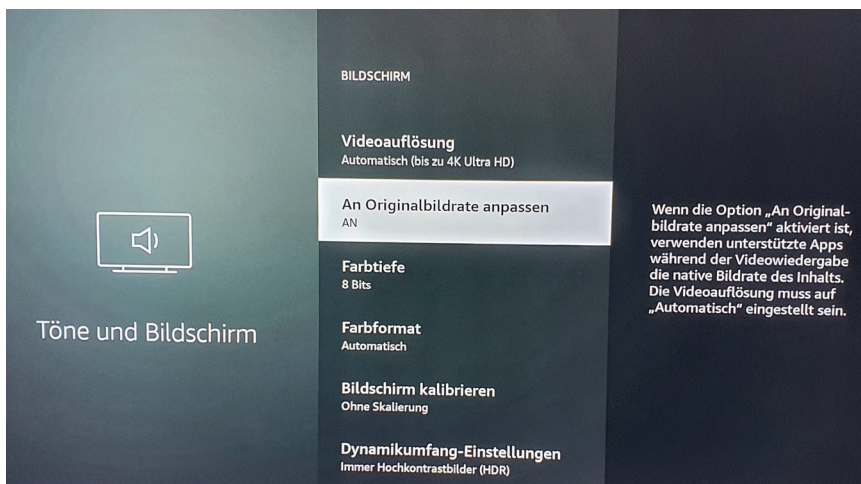 Töne und Bildschirm
BILDSCHIRM
Videoauflösung
Automatisch (bis zu 4K Ultra HD)
An Originalbildrate anpassen
AN
Farbtiefe
8 Bits
Farbformat
Automatisch
Bildschirm kalibrieren
Ohne Skalierung
Dynamikumfang-Einstellungen
Immer Hochkontrastbilder (HDR)
Wenn die Option „An Original-
bildrate anpassen“ aktiviert ist,
verwenden unterstützte Apps
während der Videowiedergabe
die native Bildrate des Inhalts.
Die Videoauflösung muss auf
„Automatisch“ eingestellt sein.